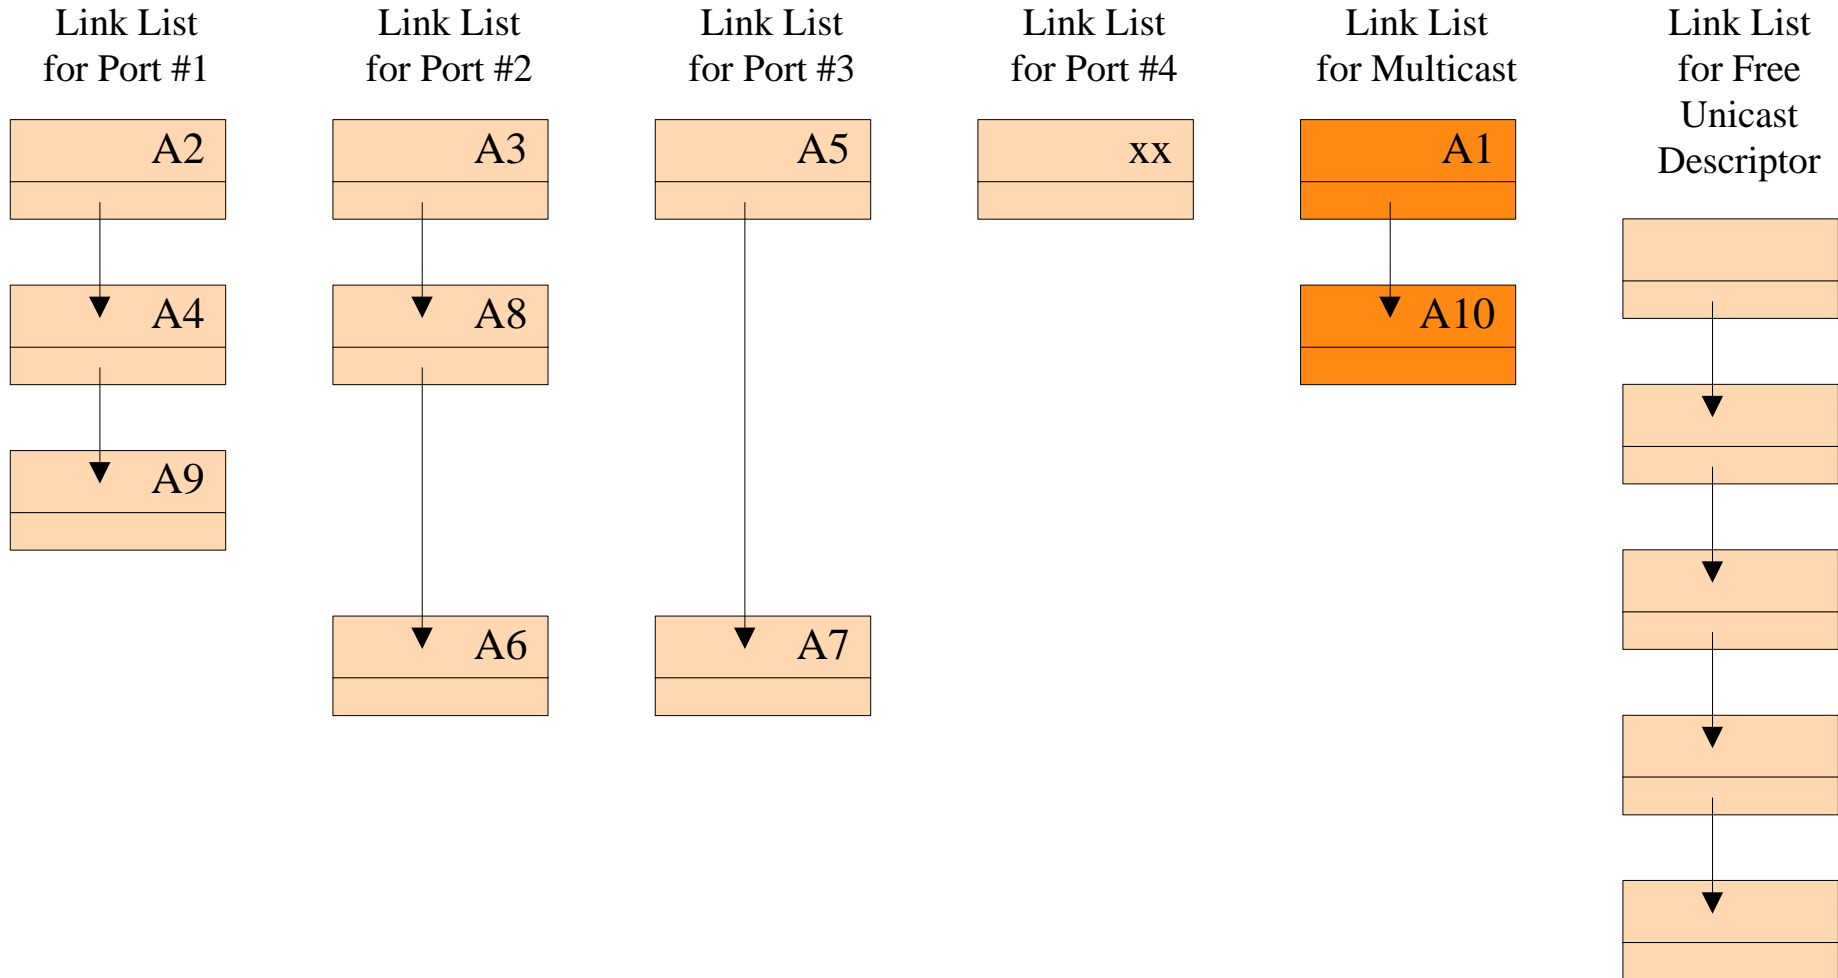 Link List
for Port #1
Link List
for Port #2
Link List
for Port #3
Link List
for Port #4
Link List
for Multicast
Link List
for Free
Unicast
Descriptor
A2
A3
A5
xx
A1
A4
A8
A10
A9
A6
A7